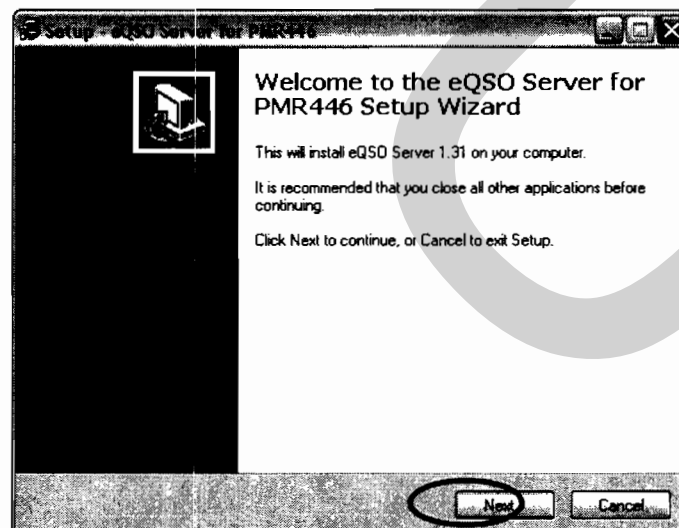 Setup - eQSO Server for PMR446
Welcome to the eQSO Server for
PMR446 Setup Wizard
This will install eQSO Server 1.31 on your computer.
It is recommended that you close all other applications before
continuing.
Click Next to continue, or Cancel to exit Setup.
Next
Cancel